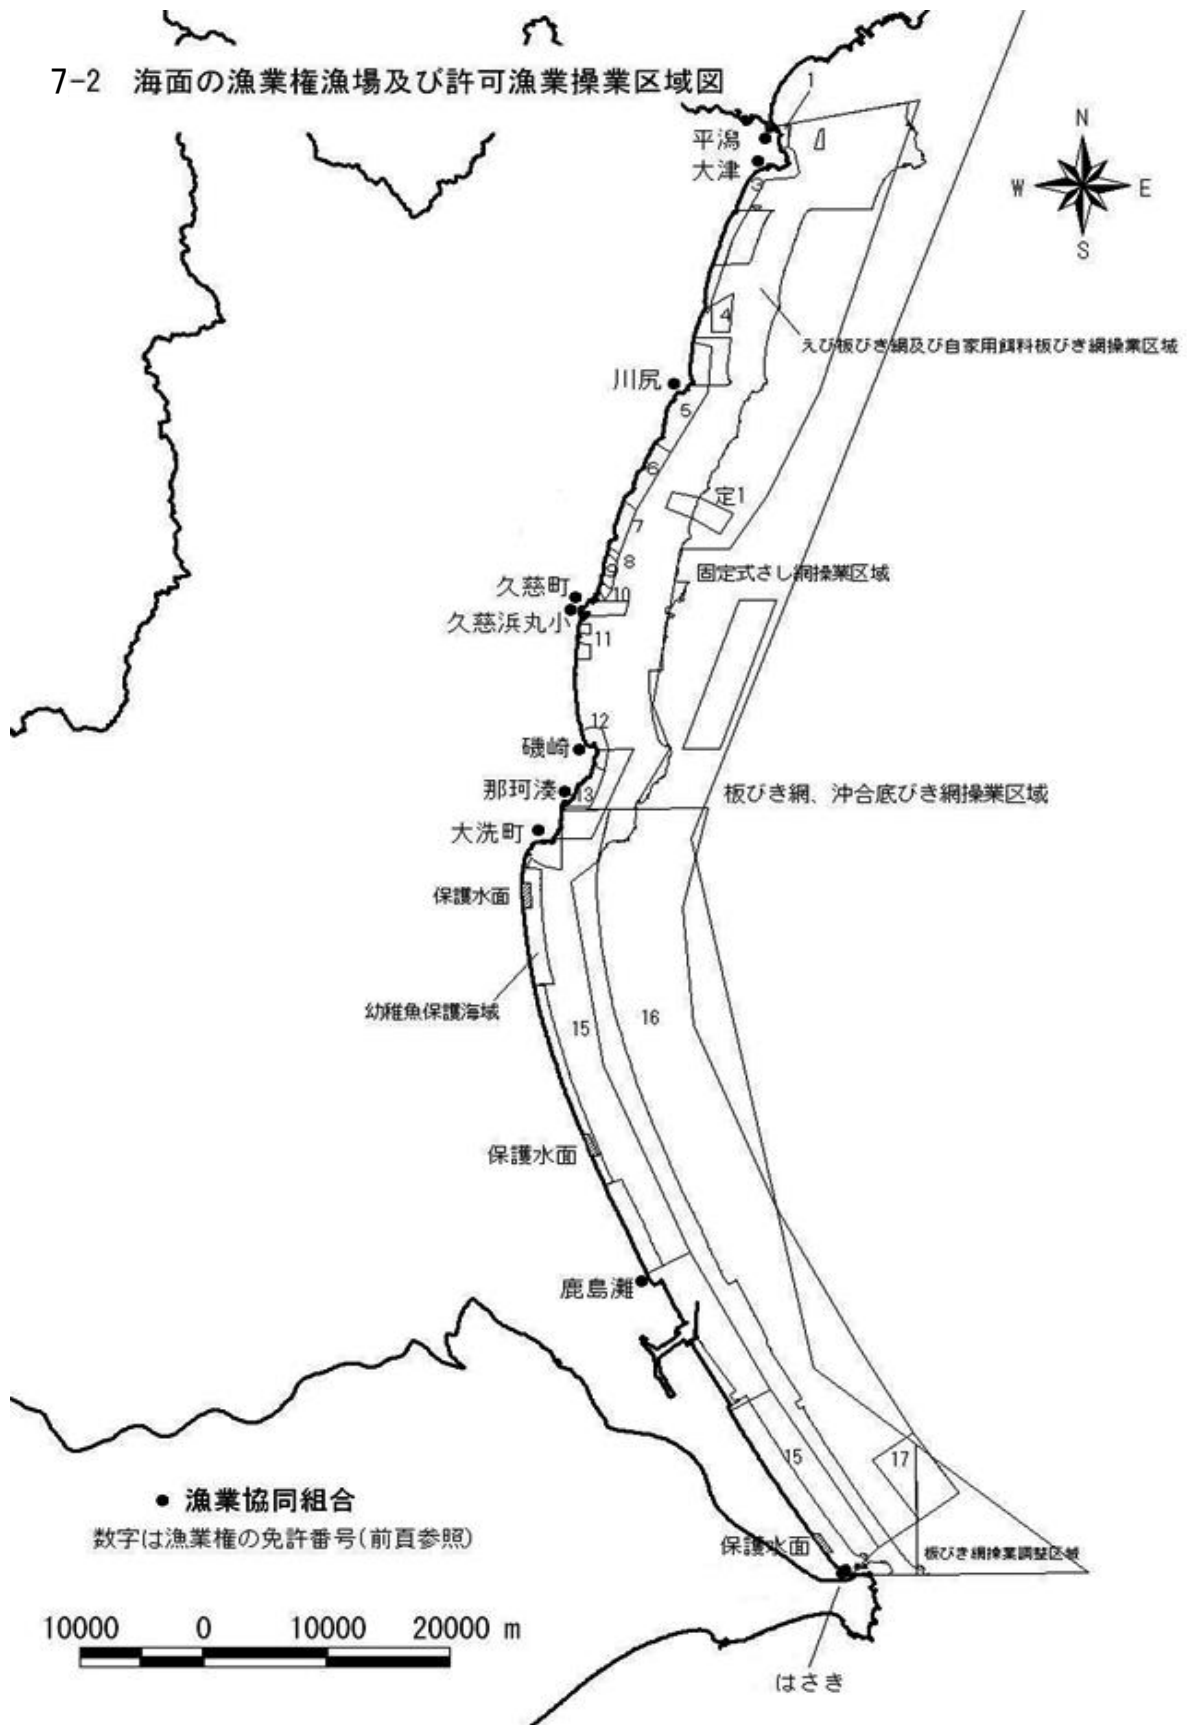 7-2 海面の漁業権漁場及び許可漁業操業区域図
1
N
平潟
大津
W
E
3
S
4
えび板びき網及び自家用餌料板びき網操業区域
川尻
5
6
定1
7
8
固定式さし網操業区域
9
久慈町
10
久慈浜丸小
11
12
磯崎
那珂湊
13
板びき網、沖合底びき網操業区域
大洗町
保護水面
幼稚魚保護海域
15
16
保護水面
鹿島灘
15
17
● 漁業協同組合
数字は漁業権の免許番号(前頁参照)
保護水面
板びき網操業調整区域
10000 0 10000 20000 m
はさき